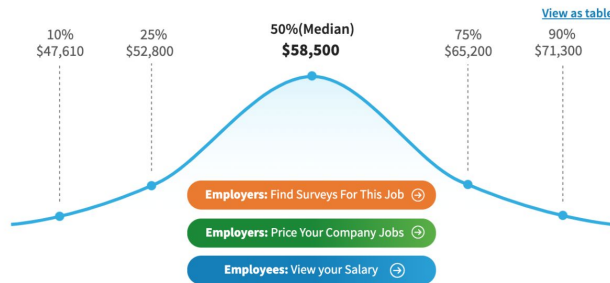 View as table
10%
$47,610
25%
$52,800
50%(Median)
$58,500
75%
$65,200
90%
$71,300
Employers: Find Surveys For This Job
Employers: Price Your Company Jobs
Employees: View your Salary